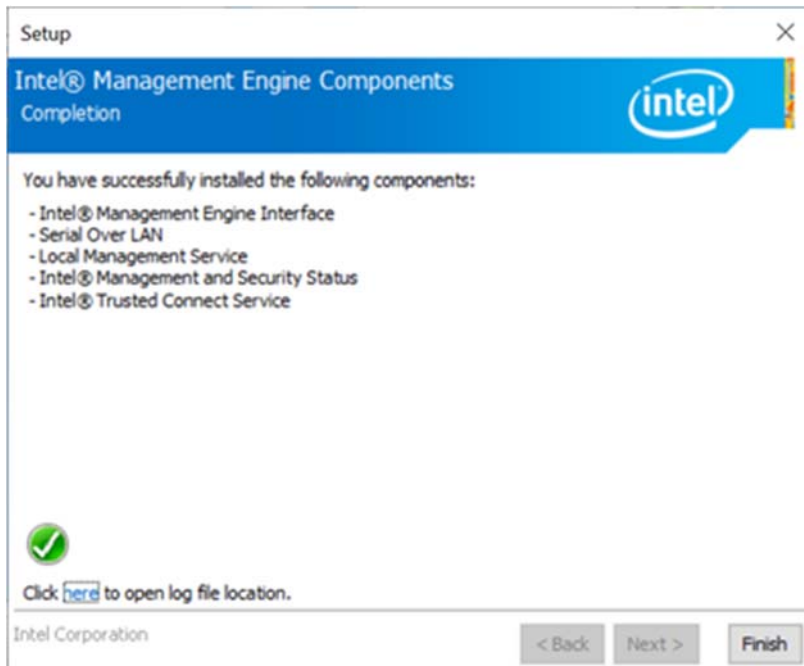 Setup
Intel® Management Engine Components
Completion
intel
You have successfully installed the following components:
- Intel® Management Engine Interface
- Serial Over LAN
- Local Management Service
- Intel® Management and Security Status
- Intel® Trusted Connect Service
Click here to open log file location.
Intel Corporation
< Back Next > Finish